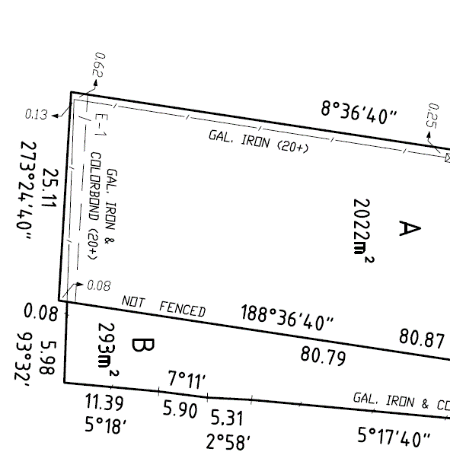 0.62
0.13
8°36'40"
0.25
GAL. IRON (20+)
E-1
GAL. IRON &
COLORBOND (20+)
25.11
273°24'40"
A
2022m²
0.08
NOT FENCED
188°36'40"
80.87
80.79
0.08
5.98
93°32'
B
293m²
7°11'
GAL. IRON & CO
11.39
5°18'
5.90
5.31
2°58'
5°17'40"